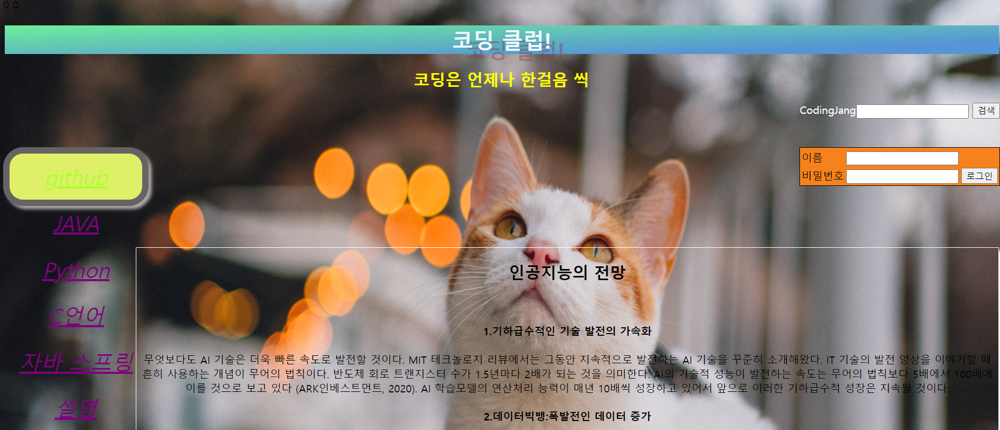 0 0
코딩 클럽!
코딩은 언제나 한걸음 씩
CodingJang 검색
이름
비밀번호 로그인
github
JAVA
Python
C언어
자바 스프링
설명
인공지능의 전망
1.기하급수적인 기술 발전의 가속화
무엇보다도 AI 기술은 더욱 빠른 속도로 발전할 것이다. MIT 테크놀로지 리뷰에서는 그동안 지속적으로 발전하는 AI 기술을 꾸준히 소개해왔다. IT 기술의 발전 양상을 이야기할 때
흔히 사용하는 개념이 무어의 법칙이다. 반도체 회로 트랜지스터 수가 1.5년마다 2배가 되는 것을 의미한다. AI의 기술적 성능이 발전하는 속도는 무어의 법칙보다 5배에서 100배에
이를 것으로 보고 있다 (ARK인베스트먼트, 2020). AI 학습모델의 연산처리 능력이 매년 10배씩 성장하고 있어서 앞으로 이러한 기하급수적 성장은 지속될 것이다.
2.데이터빅뱅:폭발전인 데이터 증가